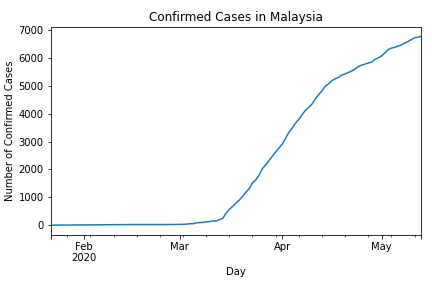 Confirmed Cases in Malaysia
Number of Confirmed Cases
7000
6000
5000
4000
3000
2000
1000
0
Feb Mar Apr May
2020
Day